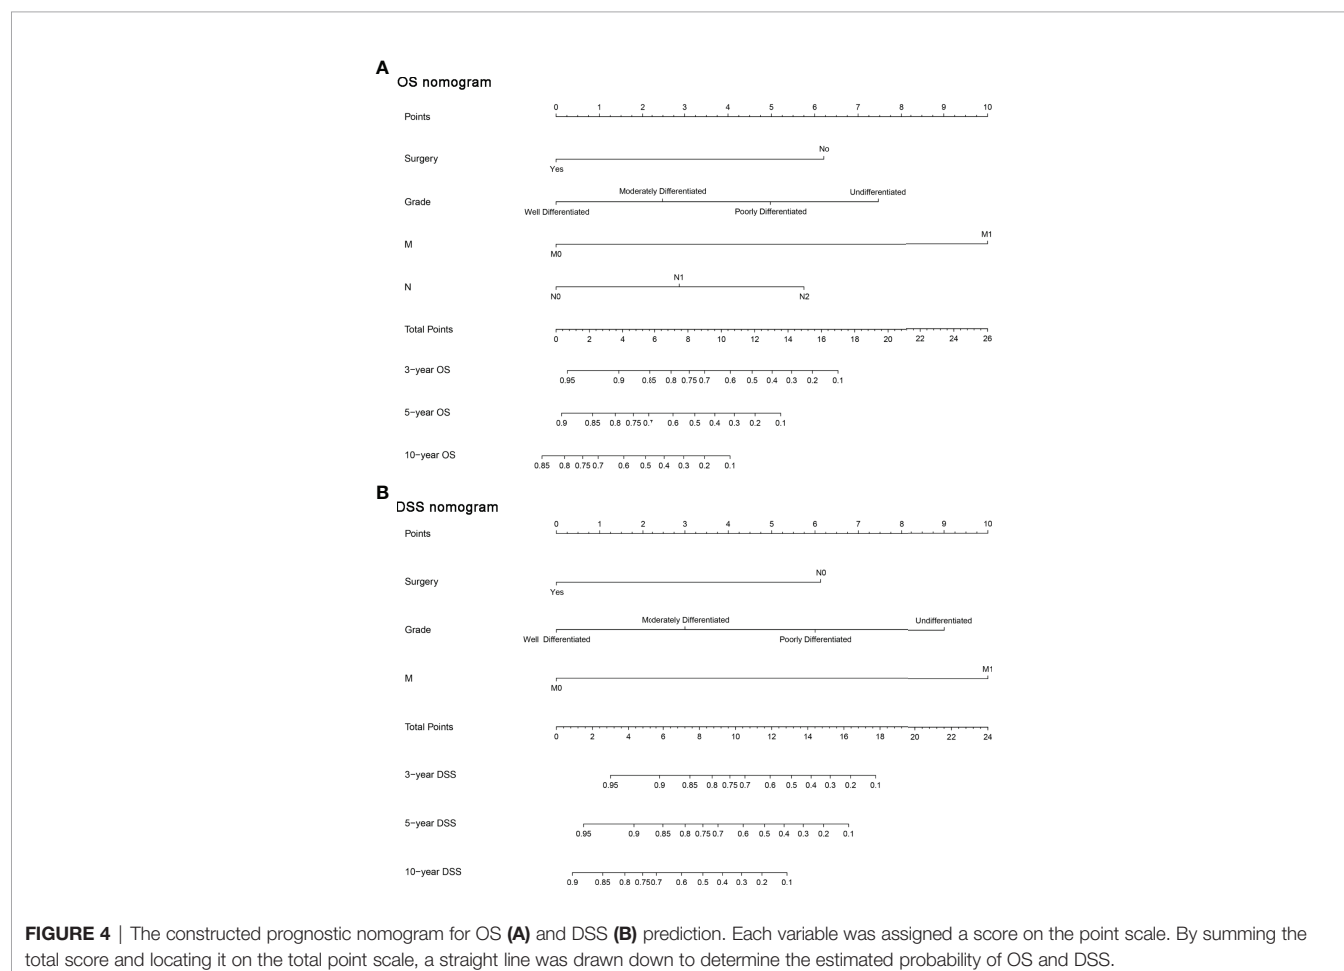 A
OS nomogram
0 1 2 3 4 5 6 7 8 9 10
Points
No
Surgery
Yes
Moderately Differentiated Undifferentiated
Grade
Well Differentiated Poorly Differentiated
M1
M
M0
N1
N
N0 N2
Total Points
0 2 4 6 8 10 12 14 16 18 20 22 24 26
3-year OS
0.95 0.9 0.85 0.8 0.75 0.7 0.6 0.5 0.4 0.3 0.2 0.1
5-year OS
0.9 0.85 0.8 0.75 0.7 0.6 0.5 0.4 0.3 0.2 0.1
10-year OS
0.85 0.8 0.75 0.7 0.6 0.5 0.4 0.3 0.2 0.1
B
DSS nomogram
0 1 2 3 4 5 6 7 8 9 10
Points
N0
Surgery
Yes
Moderately Differentiated Undifferentiated
Grade
Well Differentiated Poorly Differentiated
M1
M
M0
Total Points
0 2 4 6 8 10 12 14 16 18 20 22 24
3-year DSS
0.95 0.9 0.85 0.8 0.75 0.7 0.6 0.5 0.4 0.3 0.2 0.1
5-year DSS
0.95 0.9 0.85 0.8 0.75 0.7 0.6 0.5 0.4 0.3 0.2 0.1
10-year DSS
0.9 0.85 0.8 0.75 0.7 0.6 0.5 0.4 0.3 0.2 0.1
FIGURE 4 | The constructed prognostic nomogram for OS (A) and DSS (B) prediction. Each variable was assigned a score on the point scale. By summing the
total score and locating it on the total point scale, a straight line was drawn down to determine the estimated probability of OS and DSS.